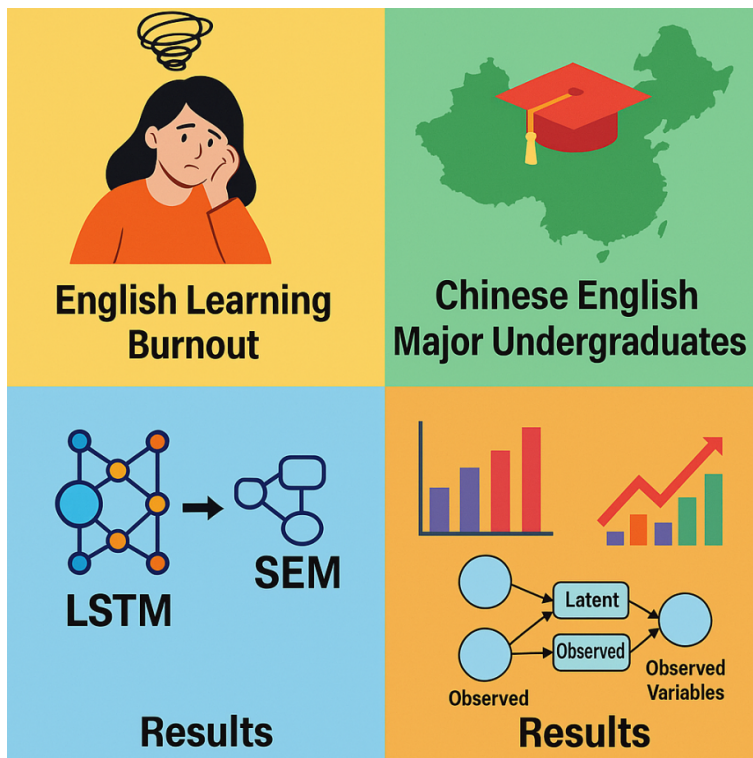 English Learning
Burnout
Chinese English
Major Undergraduates
LSTM
SEM
Results
Latent
Observed
Observed
Observed
Variables
Results